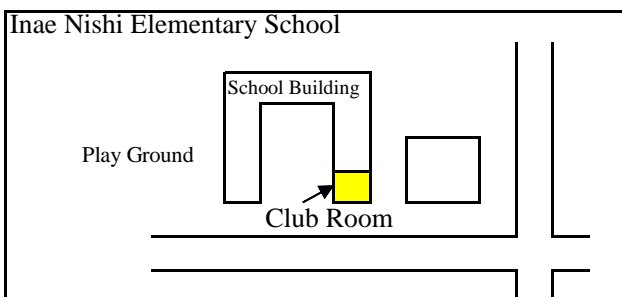 Inae Nishi Elementary School
School Building
Play Ground
Club Room